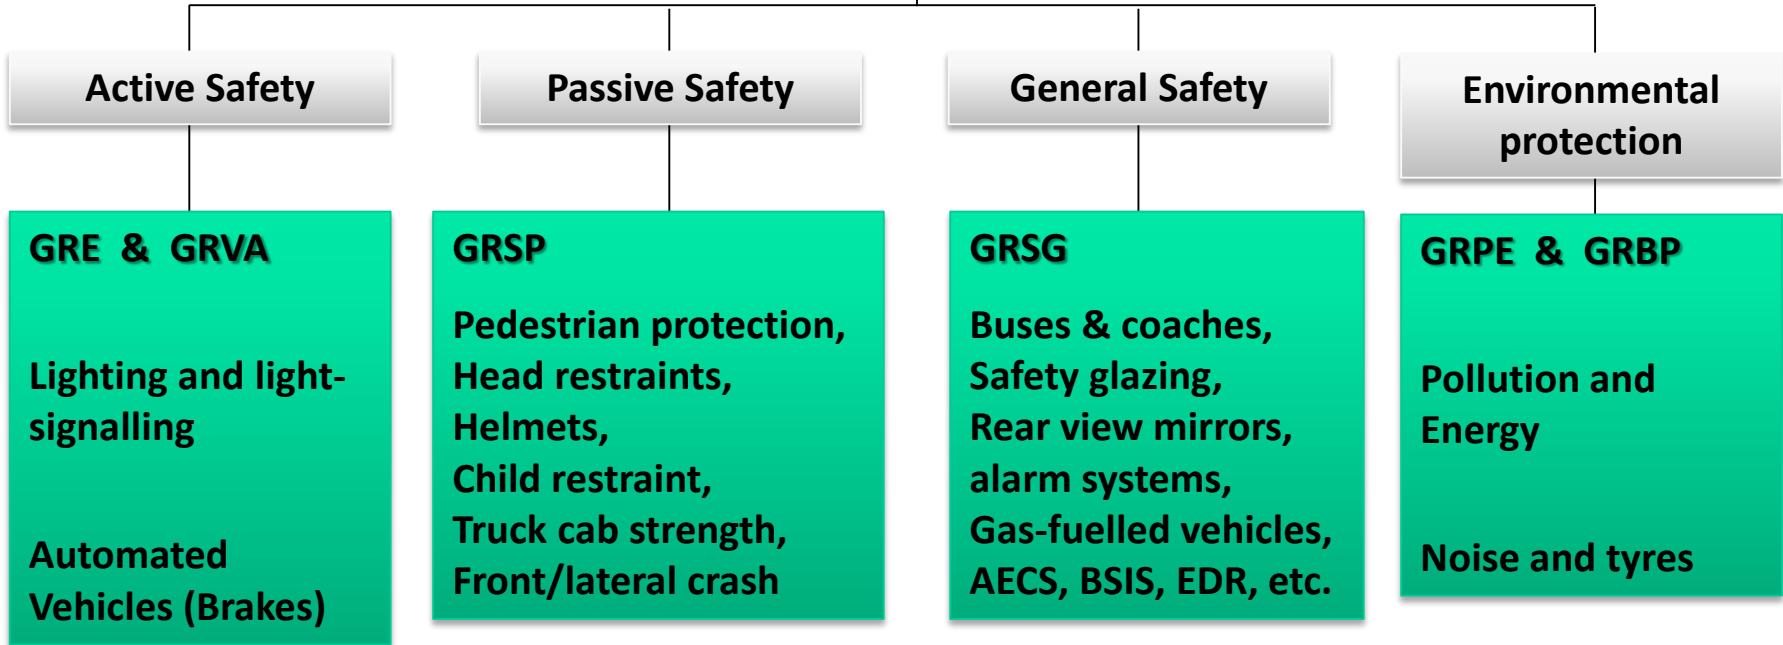 Active Safety
Passive Safety
General Safety
Environmental
protection
GRE & GRVA
Lighting and light-
signalling
Automated
Vehicles (Brakes)
GRSP
Pedestrian protection,
Head restraints,
Helmets,
Child restraint,
Truck cab strength,
Front/lateral crash
GRSG
Buses & coaches,
Safety glazing,
Rear view mirrors,
alarm systems,
Gas-fuelled vehicles,
AECS, BSIS, EDR, etc.
GRPE & GRBP
Pollution and
Energy
Noise and tyres